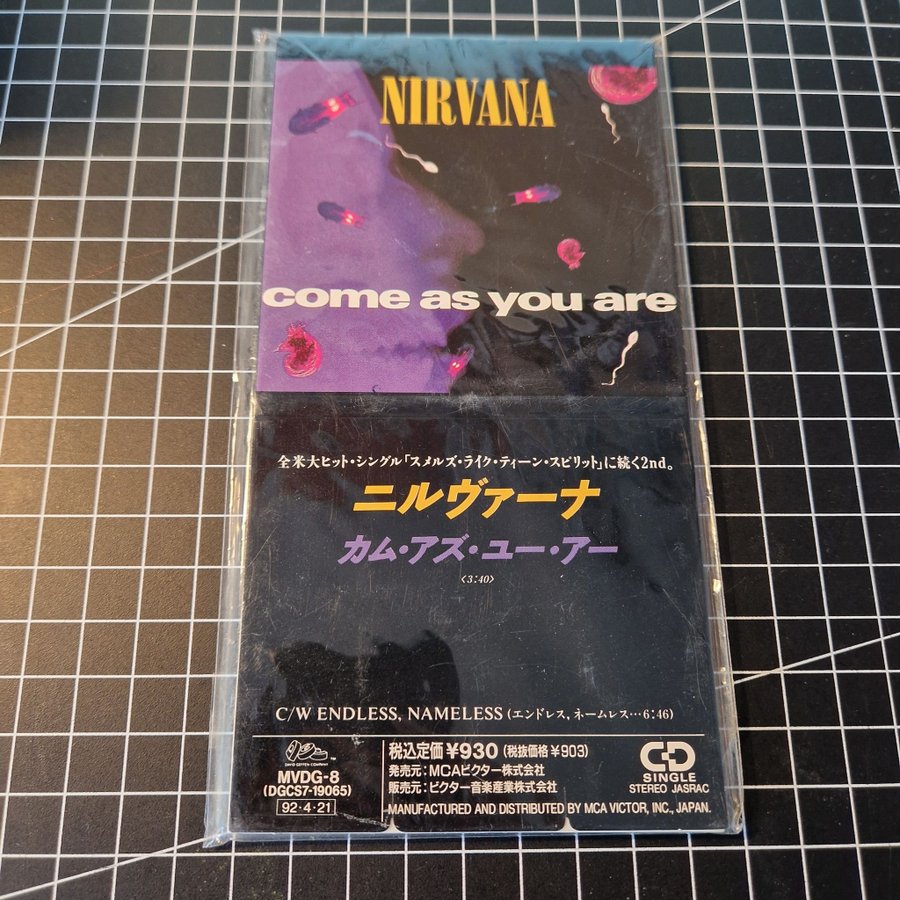 NIRVANA
come as you are
全米大ヒット・シングル「スメルズ・ライク・ティーン・スピリット」に続く2nd。
ニルヴァーナ
カム・アズ・ユー・アー
〈3:40〉
C/W ENDLESS, NAMELESS (エンドレス, ネームレス…6:46)
DAVID GEFFEN COMPANY ™
MVDG-8
(DGCS7-19065)
92・4・21
税込定価¥930 (税抜価格¥903)
発売元:MCAビクター株式会社
販売元:ビクター音楽産業株式会社
MANUFACTURED AND DISTRIBUTED BY MCA VICTOR, INC., JAPAN.
CD
SINGLE
STEREO JASRAC